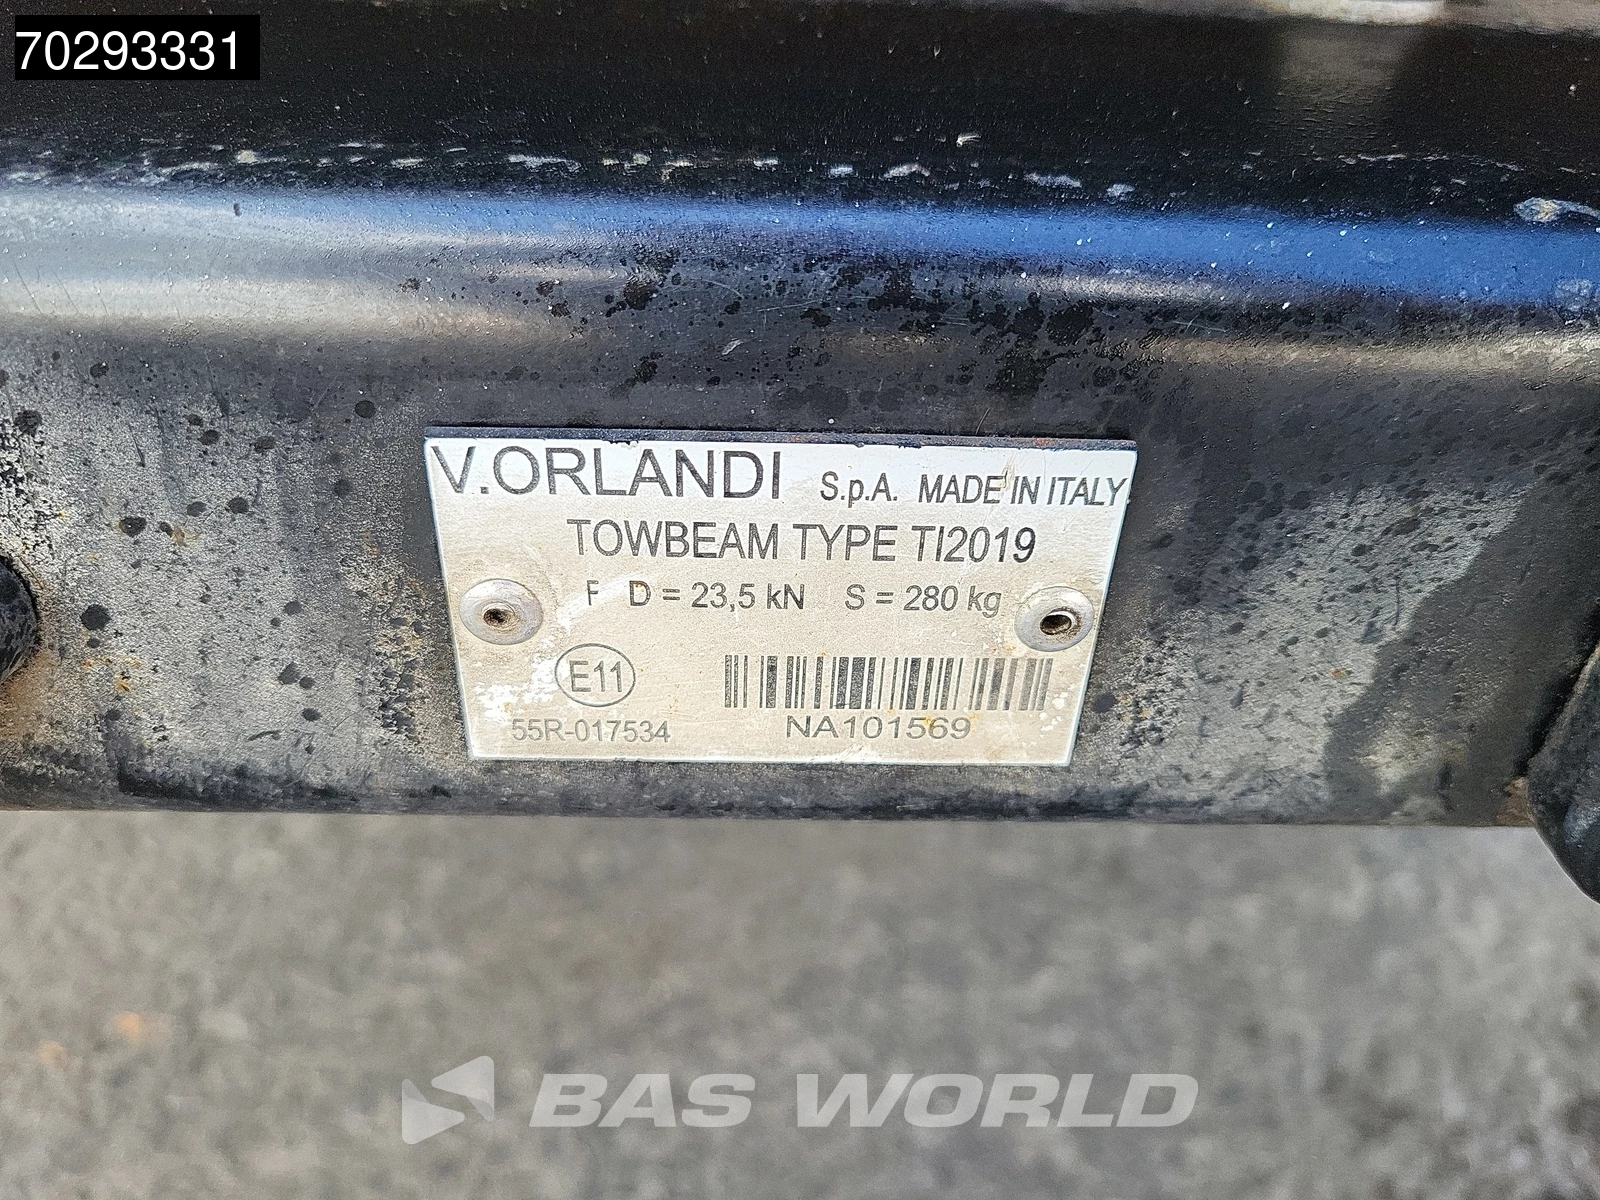 70293331
V.ORLANDI S.p.A. MADE IN ITALY
TOWBEAM TYPE TI2019
F D = 23,5 kN S = 280 kg
E11
55R-017534 NA101569
BAS WORLD